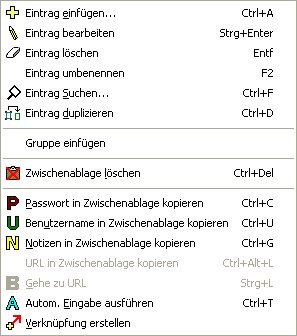 Eintrag einfügen... Ctrl+A
Eintrag bearbeiten Strg+Enter
Eintrag löschen Entf
Eintrag umbenennen F2
Eintrag Suchen... Ctrl+F
Eintrag duplizieren Ctrl+D
Gruppe einfügen
Zwischenablage löschen Ctrl+Del
P Passwort in Zwischenablage kopieren Ctrl+C
U Benutzername in Zwischenablage kopieren Ctrl+U
N Notizen in Zwischenablage kopieren Ctrl+G
URL in Zwischenablage kopieren Ctrl+Alt+L
B Gehe zu URL Strg+L
A Autom. Eingabe ausführen Ctrl+T
Verknüpfung erstellen